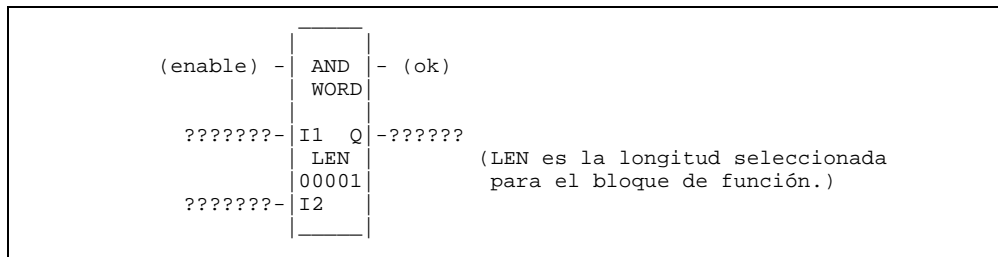 (enable) -| AND |- (ok)
| WORD|
???????-|I1 Q|-??????
| LEN | (LEN es la longitud seleccionada
|00001| para el bloque de función.)
???????-|I2 |